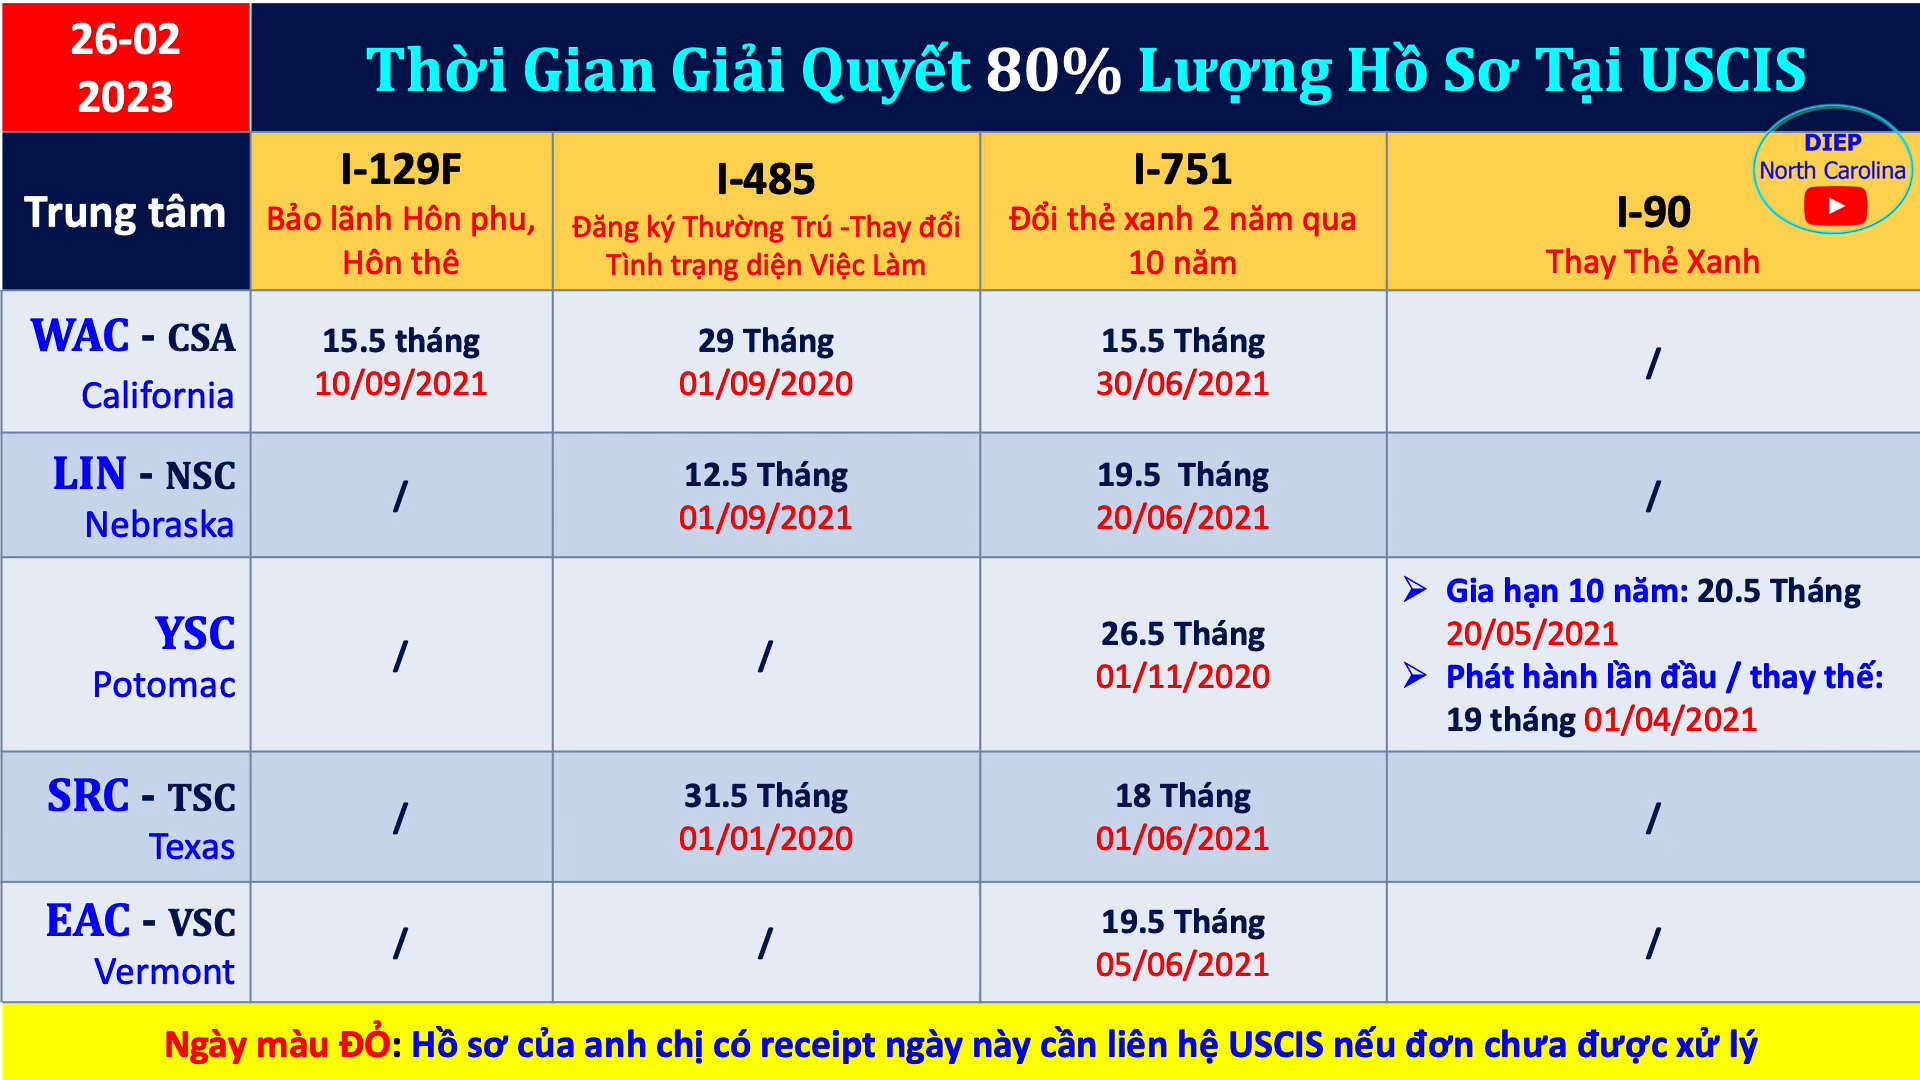 26-02
2023
Thời Gian Giải Quyết 80% Lượng Hồ Sơ Tại USCIS
DIEP
North Carolina
Trung tâm
I-129F
Bảo lãnh Hôn phu,
Hôn thê
I-485
Đăng ký Thường Trú -Thay đổi
Tình trạng diện Việc Làm
I-751
Đổi thẻ xanh 2 năm qua
10 năm
I-90
Thay Thẻ Xanh
WAC - CSA
California
15.5 tháng
10/09/2021
29 Tháng
01/09/2020
15.5 Tháng
30/06/2021
/
LIN - NSC
Nebraska
/
12.5 Tháng
01/09/2021
19.5 Tháng
20/06/2021
/
YSC
Potomac
/
/
26.5 Tháng
01/11/2020
➢ Gia hạn 10 năm: 20.5 Tháng
20/05/2021
➢ Phát hành lần đầu / thay thế:
19 tháng 01/04/2021
SRC - TSC
Texas
/
31.5 Tháng
01/01/2020
18 Tháng
01/06/2021
/
EAC - VSC
Vermont
/
/
19.5 Tháng
05/06/2021
/
Ngày màu ĐỎ: Hồ sơ của anh chị có receipt ngày này cần liên hệ USCIS nếu đơn chưa được xử lý